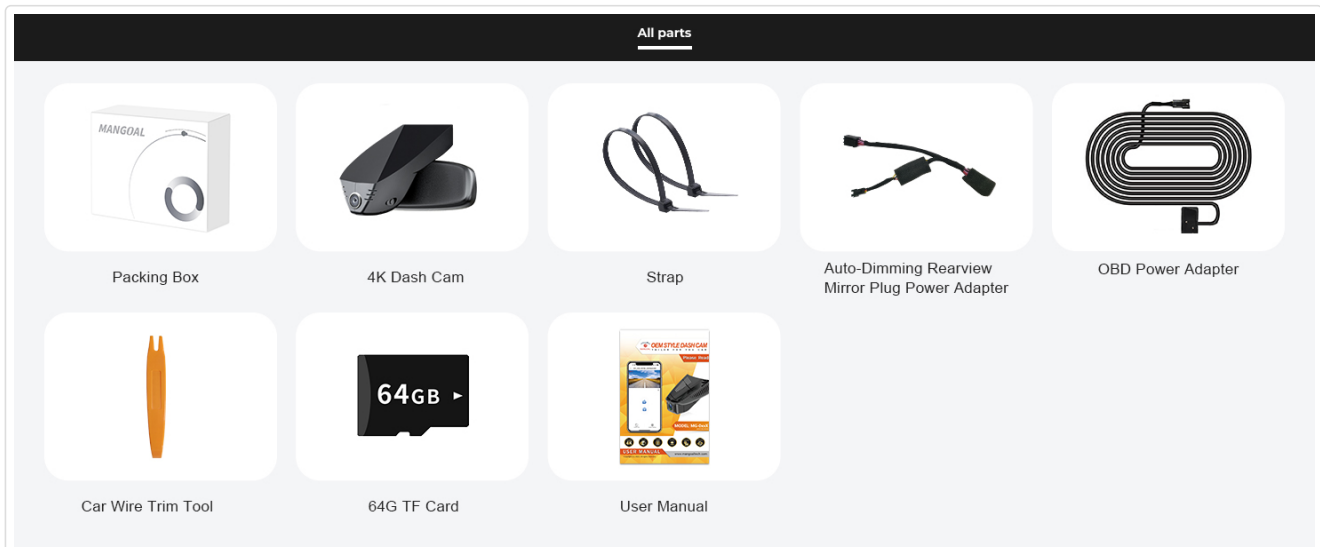 All parts
MANGOAL
Packing Box
4K Dash Cam
Strap
Auto-Dimming Rearview
Mirror Plug Power Adapter
OBD Power Adapter
64GB
OEM STYLE DASH CAM
USER MANUAL
Car Wire Trim Tool
64G TF Card
User Manual